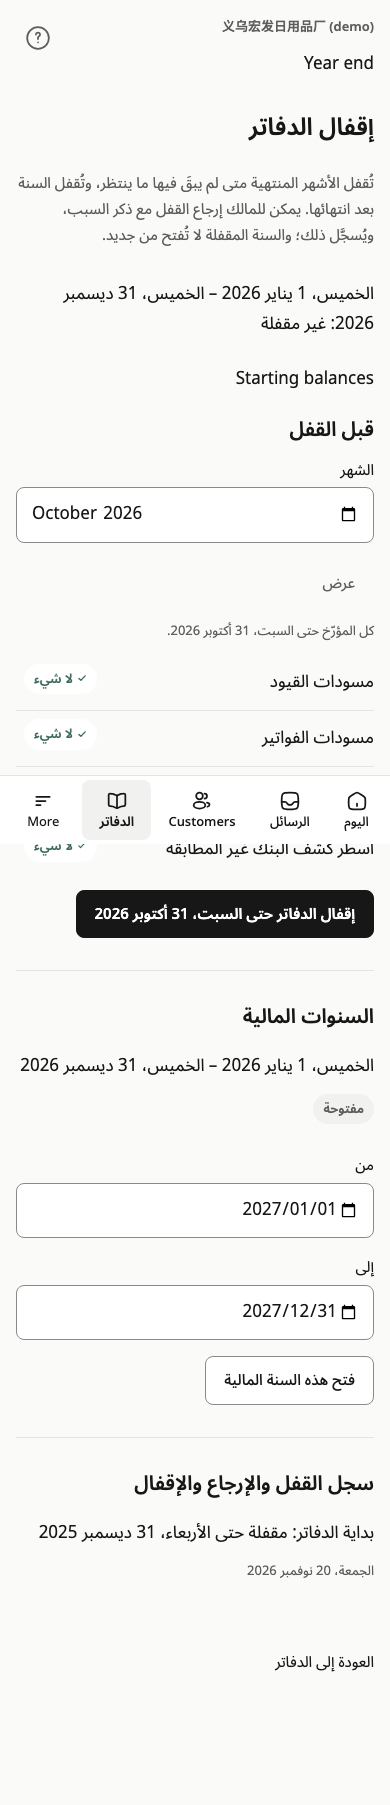 义乌宏发日用品厂 (demo)
Year end
إقفال الدفاتر
تُقفل الأشهر المنتهية متى لم يبقَ فيها ما ينتظر، وتُقفل السنة
بعد انتهائها. يمكن للمالك إرجاع القفل مع ذكر السبب،
ويُسجَّل ذلك؛ والسنة المقفلة لا تُفتح من جديد.
الخميس، 1 يناير 2026 – الخميس، 31 ديسمبر
2026: غير مقفلة
Starting balances
قبل القفل
الشهر
October 2026
عرض
كل المؤرّخ حتى السبت، 31 أكتوبر 2026.
مسودات القيود
لا شيء
مسودات الفواتير
لا شيء
اليوم
الرسائل
Customers
الدفاتر
More
أسطر كشف البنك غير المطابقة
لا شيء
إقفال الدفاتر حتى السبت، 31 أكتوبر 2026
السنوات المالية
الخميس، 1 يناير 2026 – الخميس، 31 ديسمبر 2026
مفتوحة
من
2027/01/01
إلى
2027/12/31
فتح هذه السنة المالية
سجل القفل والإرجاع والإقفال
بداية الدفاتر: مقفلة حتى الأربعاء، 31 ديسمبر 2025
الجمعة، 20 نوفمبر 2026
العودة إلى الدفاتر